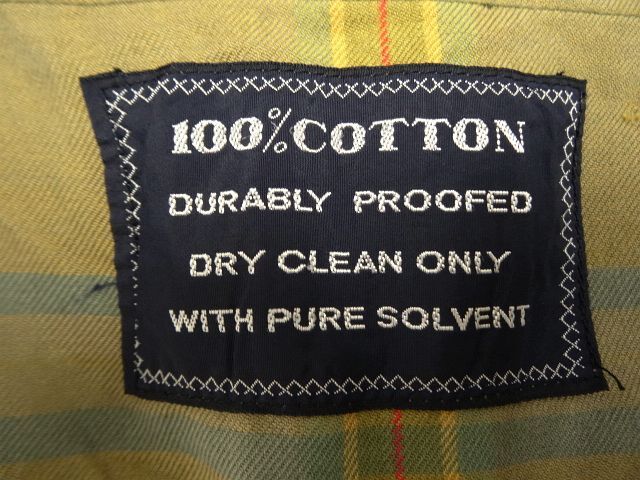 100% COTTON
DURABLY PROOFED
DRY CLEAN ONLY
WITH PURE SOLVENT